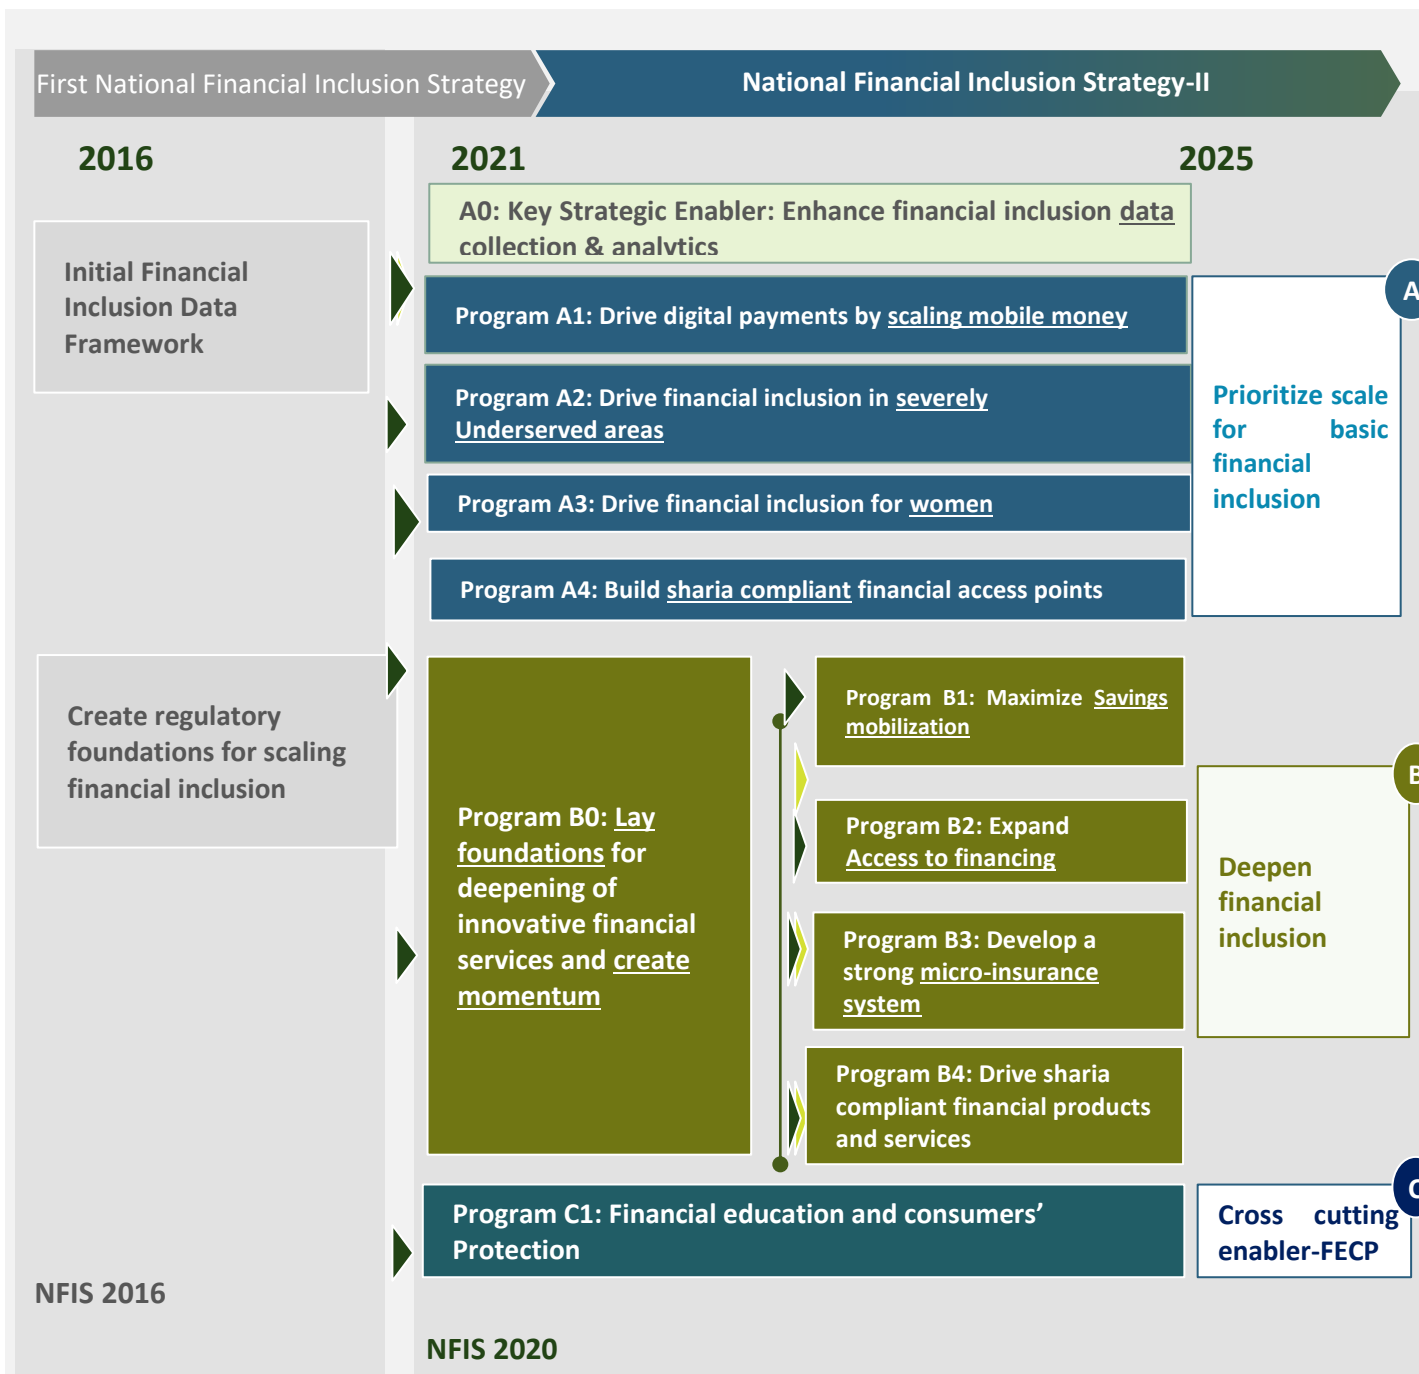 First National Financial Inclusion Strategy
National Financial Inclusion Strategy-II
2016
2021
2025
Initial Financial
Inclusion Data
Framework
Create regulatory
foundations for scaling
financial inclusion
NFIS 2016
A0: Key Strategic Enabler: Enhance financial inclusion data
collection & analytics
Program A1: Drive digital payments by scaling mobile money
Program A2: Drive financial inclusion in severely
Underserved areas
Program A3: Drive financial inclusion for women
Program A4: Build sharia compliant financial access points
A
Prioritize scale
for basic
financial
inclusion
Program B0: Lay
foundations for
deepening of
innovative financial
services and create
momentum
Program B1: Maximize Savings
mobilization
Program B2: Expand
Access to financing
Program B3: Develop a
strong micro-insurance
system
Program B4: Drive sharia
compliant financial products
and services
B
Deepen
financial
inclusion
Program C1: Financial education and consumers’
Protection
C
Cross cutting
enabler-FECP
NFIS 2020